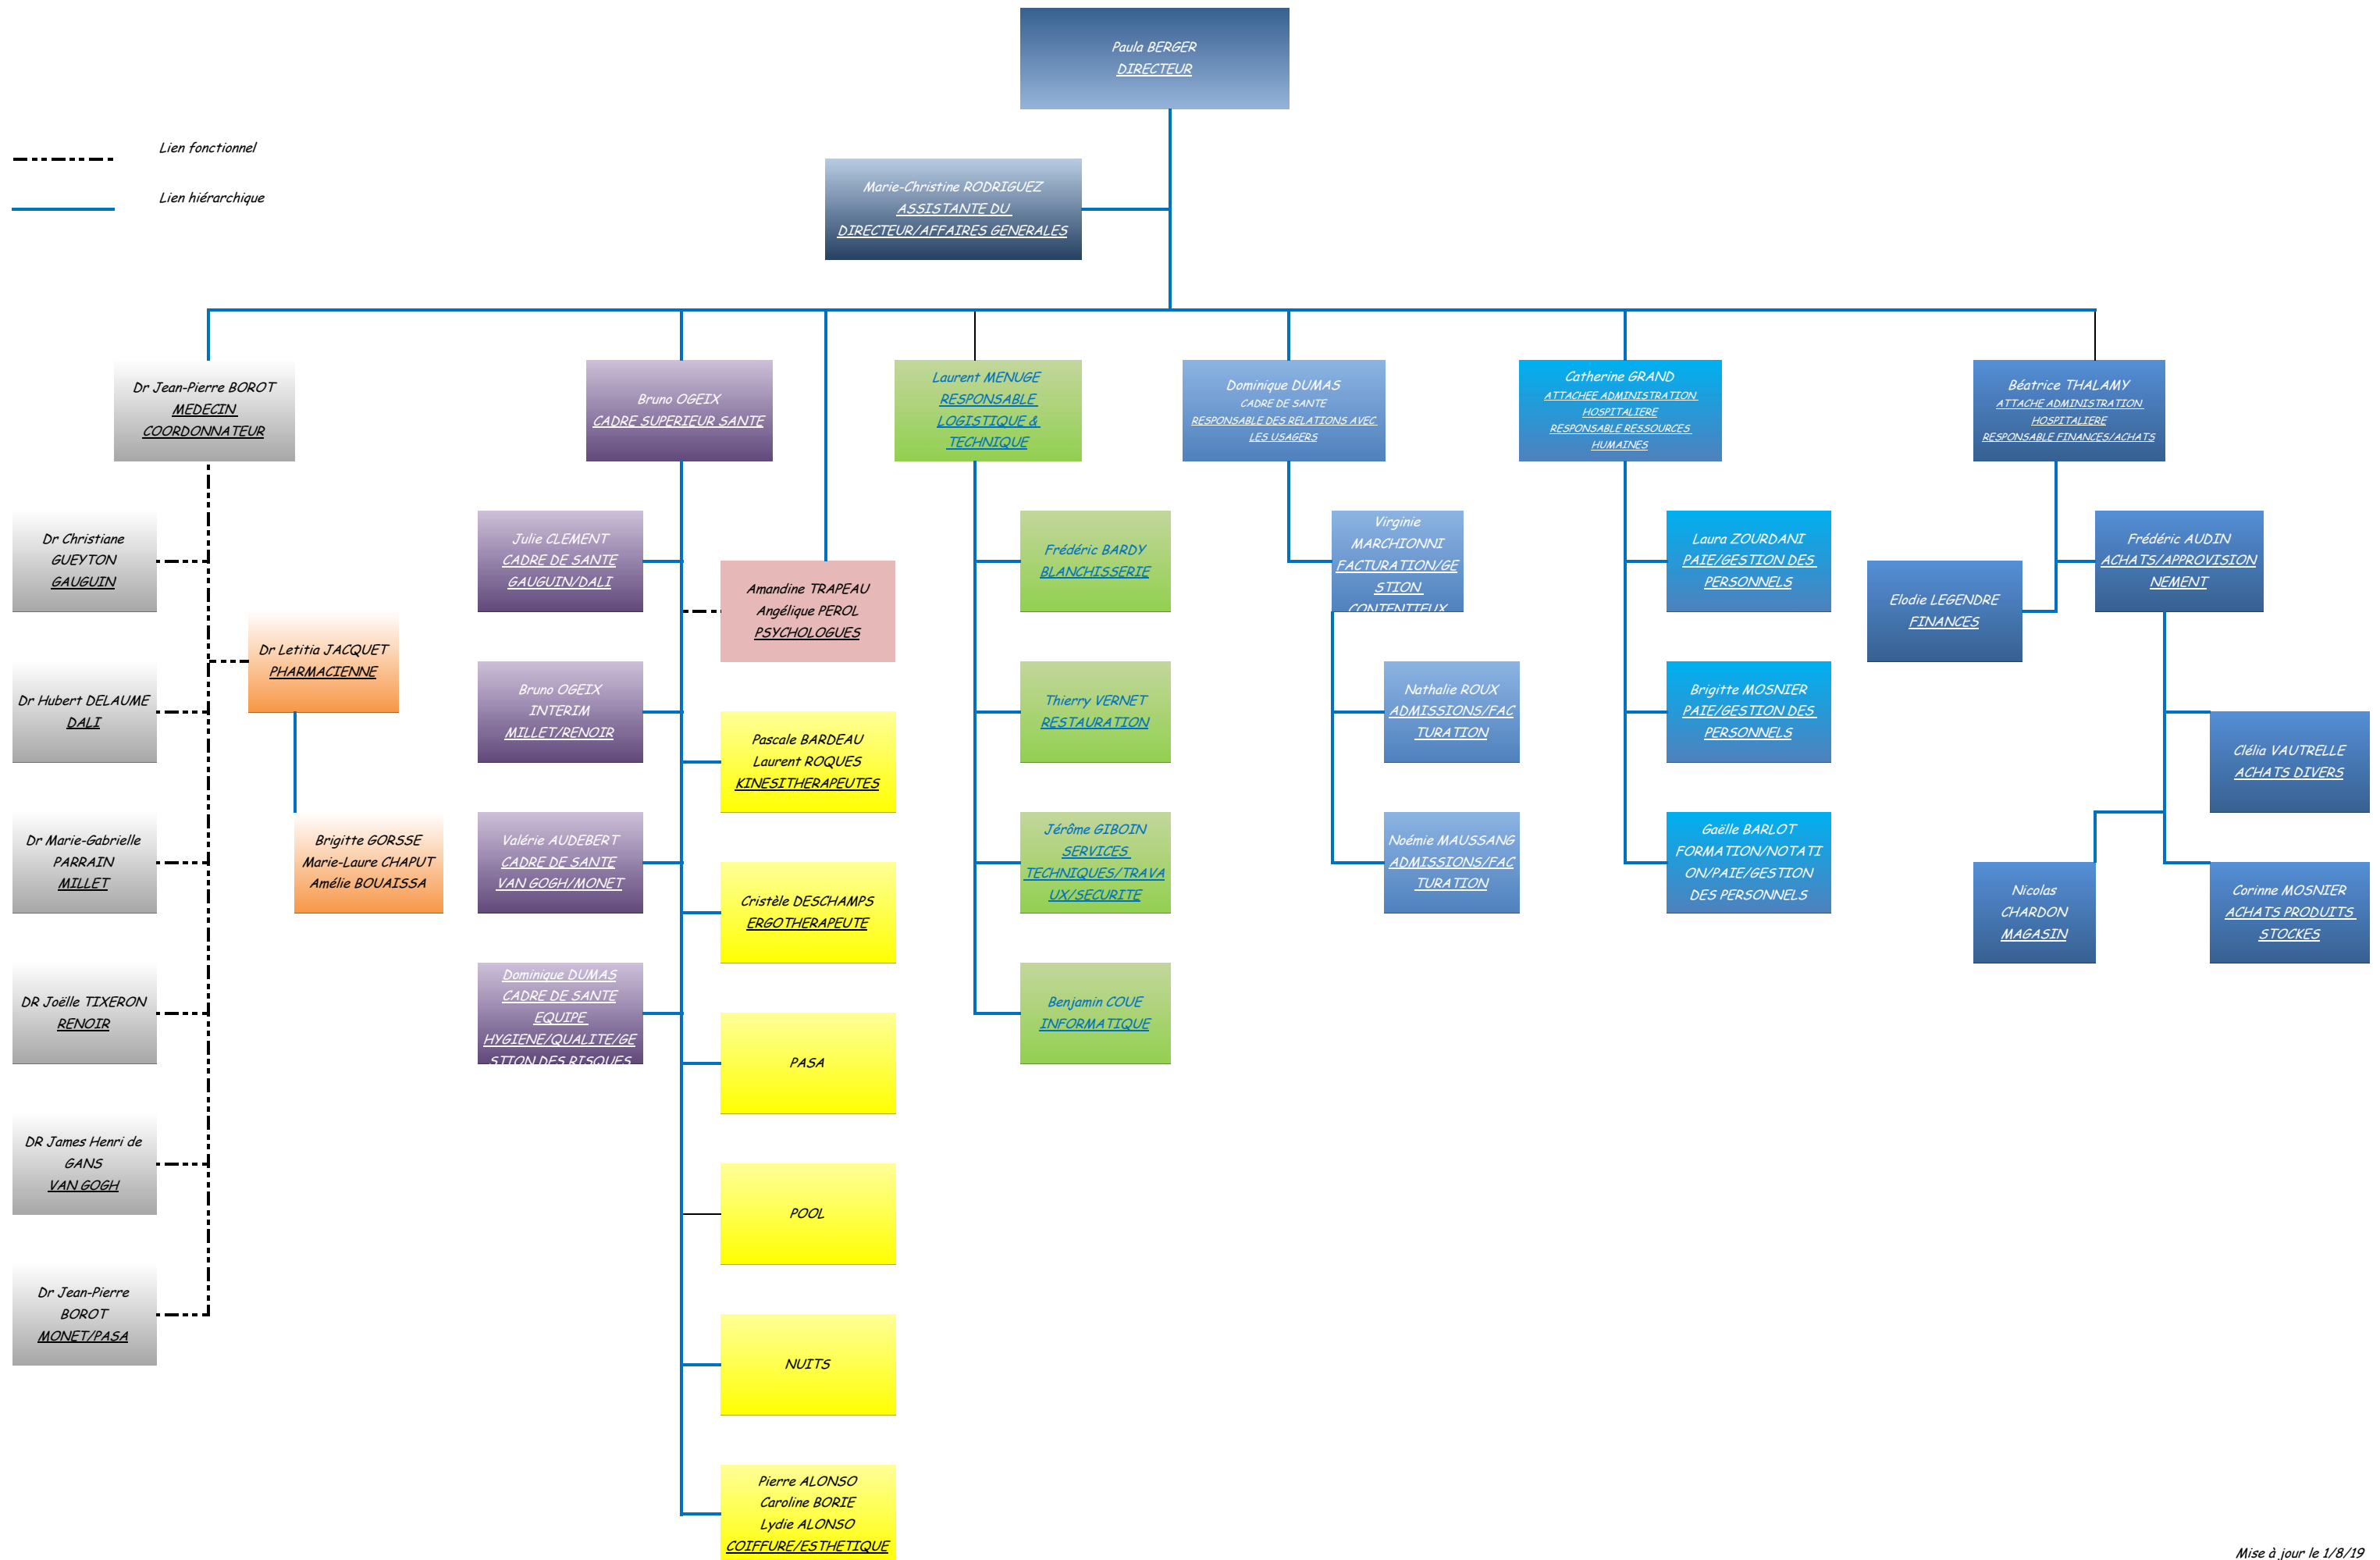 Paula BERGER
DIRECTEUR
Lien fonctionnel
Lien hiérarchique
Marie-Christine RODRIGUEZ
ASSISTANTE DU
DIRECTEUR/AFFAIRES GENERALES
Dr Jean-Pierre BOROT
MEDECIN
COORDONNATEUR
Bruno OGEIX
CADRE SUPERIEUR SANTE
Laurent MENUGE
RESPONSABLE
LOGISTIQUE &
TECHNIQUE
Dominique DUMAS
CADRE DE SANTE
RESPONSABLE DES RELATIONS AVEC
LES USAGERS
Catherine GRAND
ATTACHEE ADMINISTRATION
HOSPITALIERE
RESPONSABLE RESSOURCES
HUMAINES
Béatrice THALAMY
ATTACHE ADMINISTRATION
HOSPITALIERE
RESPONSABLE FINANCES/ACHATS
Dr Christiane
GUEYTON
GAUGUIN
Dr Letitia JACQUET
PHARMACIENNE
Dr Hubert DELAUME
DALI
Dr Marie-Gabrielle
PARRAIN
MILLET
Brigitte GORSSE
Marie-Laure CHAPUT
Amélie BOUAISSA
DR Joëlle TIXERON
RENOIR
DR James Henri de
GANS
VAN GOGH
Dr Jean-Pierre
BOROT
MONET/PASA
Julie CLEMENT
CADRE DE SANTE
GAUGUIN/DALI
Bruno OGEIX
INTERIM
MILLET/RENOIR
Valérie AUDEBERT
CADRE DE SANTE
VAN GOGH/MONET
Dominique DUMAS
CADRE DE SANTE
EQUIPE
HYGIENE/QUALITE/GE
STION DES RISQUES
Amandine TRAPEAU
Angélique PEROL
PSYCHOLOGUES
Pascale BARDEAU
Laurent ROQUES
KINESITHERAPEUTES
Cristèle DESCHAMPS
ERGOTHERAPEUTE
PASA
POOL
NUITS
Pierre ALONSO
Caroline BORIE
Lydie ALONSO
COIFFURE/ESTHETIQUE
Frédéric BARDY
BLANCHISSERIE
Thierry VERNET
RESTAURATION
Jérôme GIBOIN
SERVICES
TECHNIQUES/TRAVA
UX/SECURITE
Benjamin COUE
INFORMATIQUE
Virginie
MARCHIONNI
FACTURATION/GE
STION
CONTENTIEUX
Nathalie ROUX
ADMISSIONS/FAC
TURATION
Noémie MAUSSANG
ADMISSIONS/FAC
TURATION
Laura ZOURDANI
PAIE/GESTION DES
PERSONNELS
Brigitte MOSNIER
PAIE/GESTION DES
PERSONNELS
Gaëlle BARLOT
FORMATION/NOTATI
ON/PAIE/GESTION
DES PERSONNELS
Elodie LEGENDRE
FINANCES
Frédéric AUDIN
ACHATS/APPROVISION
NEMENT
Clélia VAUTRELLE
ACHATS DIVERS
Nicolas
CHARDON
MAGASIN
Corinne MOSNIER
ACHATS PRODUITS
STOCKES
Mise à jour le 1/8/19